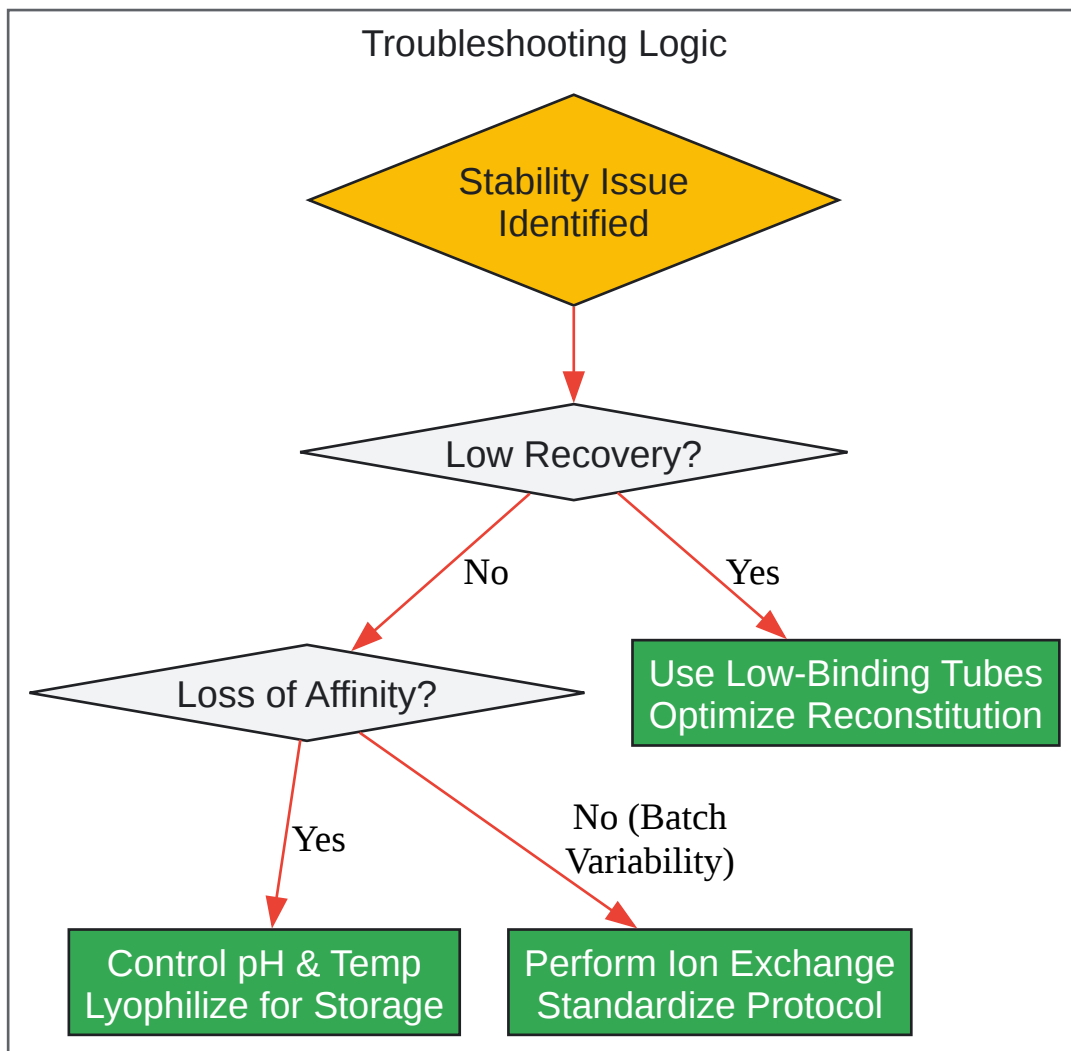 Troubleshooting Logic
Stability Issue
Identified
Low Recovery?
No
Yes
Use Low-Binding Tubes
Optimize Reconstitution
Loss of Affinity?
Yes
No (Batch
Variability)
Control pH & Temp
Lyophilize for Storage
Perform Ion Exchange
Standardize Protocol